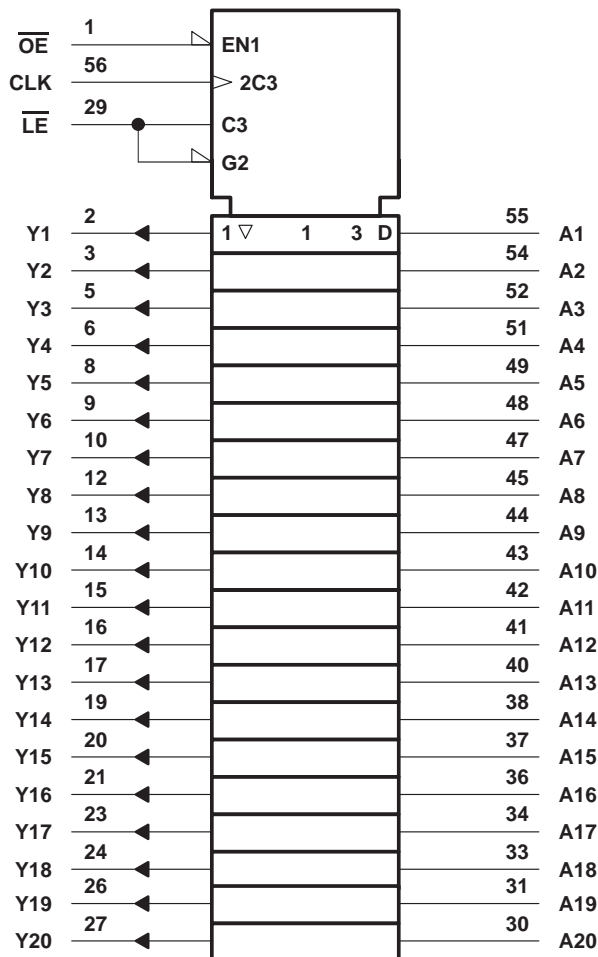 OE 1 EN1
CLK 56 2C3
LE 29 C3
G2
Y1 2 1 ▽ 1 3 D 55 A1
Y2 3 54 A2
Y3 5 52 A3
Y4 6 51 A4
Y5 8 49 A5
Y6 9 48 A6
Y7 10 47 A7
Y8 12 45 A8
Y9 13 44 A9
Y10 14 43 A10
Y11 15 42 A11
Y12 16 41 A12
Y13 17 40 A13
Y14 19 38 A14
Y15 20 37 A15
Y16 21 36 A16
Y17 23 34 A17
Y18 24 33 A18
Y19 26 31 A19
Y20 27 30 A20